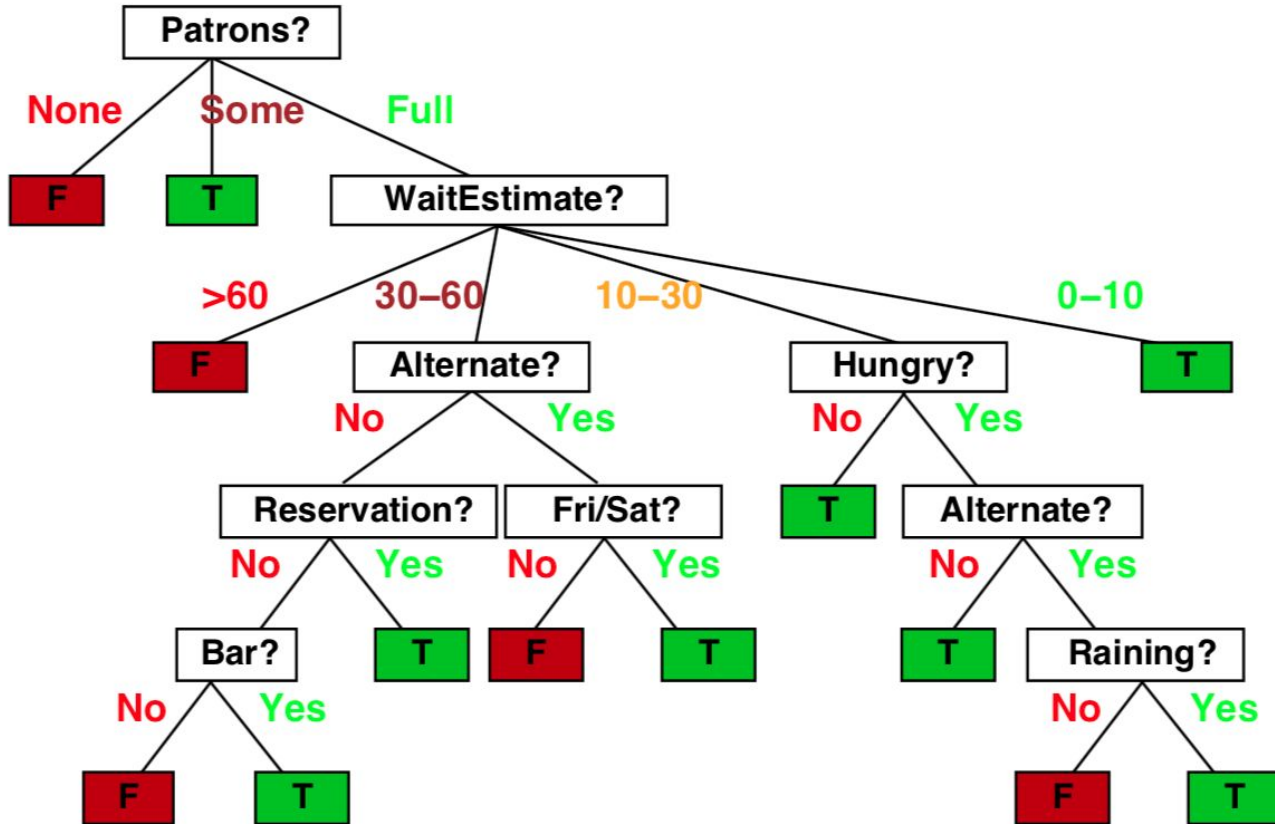 Patrons?
None Some Full
F T WaitEstimate?
>60 30–60 10–30 0–10
F Alternate? Hungry? T
No Yes No Yes
Reservation? Fri/Sat? T Alternate?
No Yes No Yes No Yes
Bar? T F T T Raining?
No Yes No Yes
F T F T